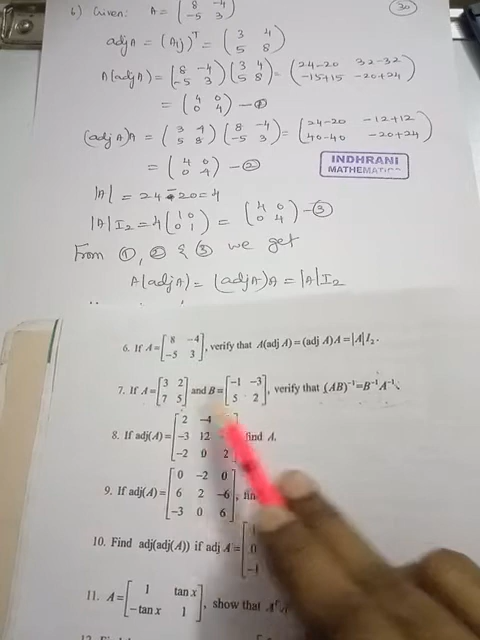 6) Given: A = ( 8 -4
-5 3 )
30
adj A = (Aij)ᵀ = ( 3 4
5 8 )
A(adj A) = ( 8 -4
-5 3 ) ( 3 4
5 8 ) = ( 24-20 32-32
-15+15 -20+24 )
= ( 4 0
0 4 ) — ①
(adj A)A = ( 3 4
5 8 ) ( 8 -4
-5 3 ) = ( 24-20 -12+12
40-40 -20+24 )
= ( 4 0
0 4 ) — ②
INDHRANI
MATHEMATICS
|A| = 24 - 20 = 4
|A| I₂ = 4 ( 1 0
0 1 ) = ( 4 0
0 4 ) — ③
From ①, ② & ③ we get
A(adj A) = (adj A)A = |A| I₂
6. If A = [ 8 -4
-5 3 ], verify that A(adj A) = (adj A)A = |A| I₂.
7. If A = [ 3 2
7 5 ] and B = [ -1 -3
5 2 ], verify that (AB)⁻¹ = B⁻¹A⁻¹.
8. If adj(A) = [ 2 -4
-3 12
-2 0 2 ], find A.
9. If adj(A) = [ 0 -2 0
6 2 -6
-3 0 6 ],
10. Find adj(adj(A)) if adj A = [ 1
0
-1
11. A = [ 1 tan x
-tan x 1 ], show that Aᵀ